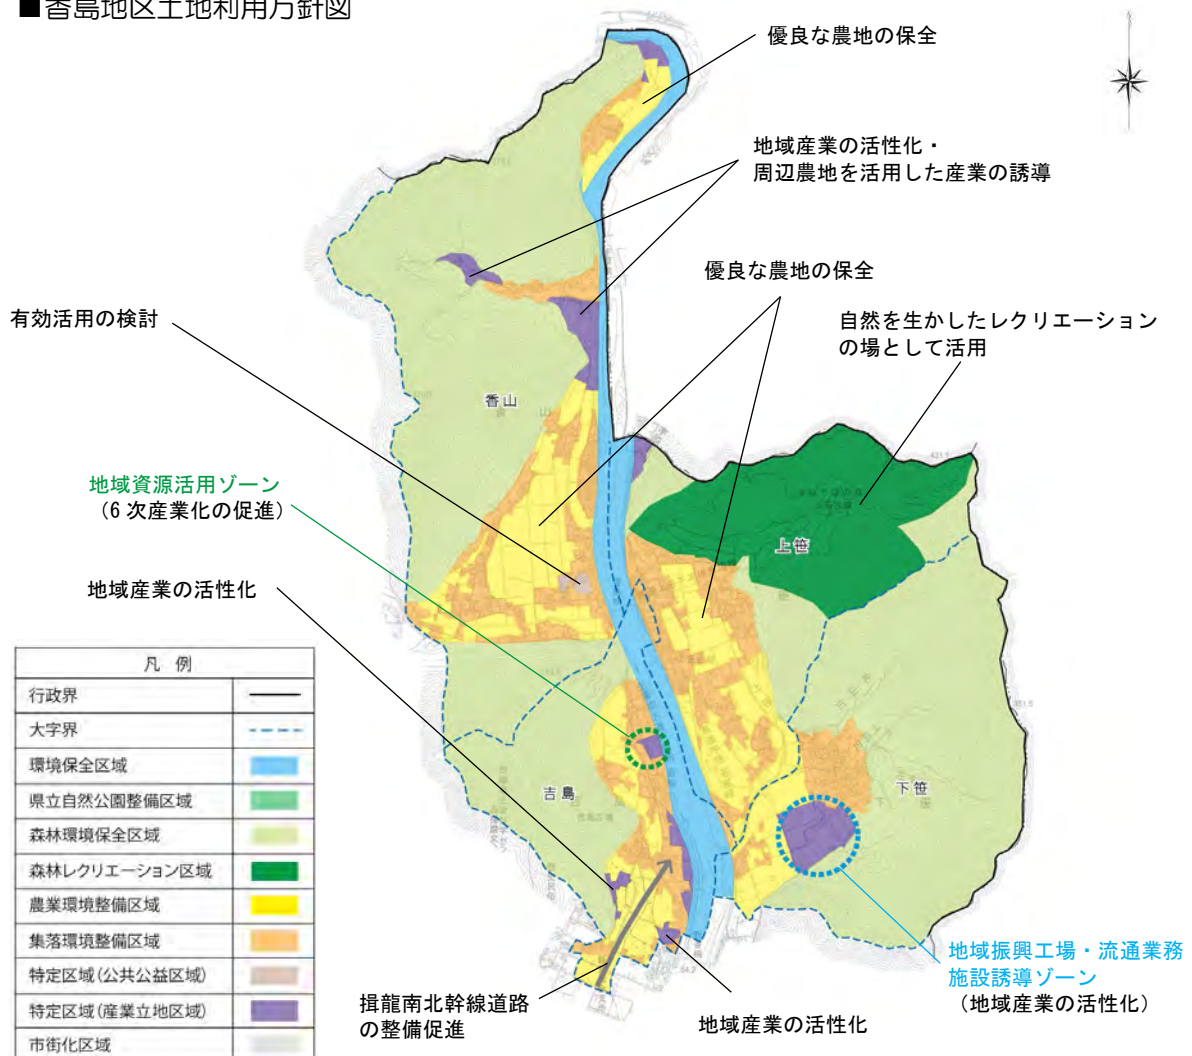 ■香島地区土地利用方針図
優良な農地の保全
地域産業の活性化・
周辺農地を活用した産業の誘導
優良な農地の保全
自然を生かしたレクリエーション
の場として活用
有効活用の検討
香山
地域資源活用ゾーン
（6次産業化の促進）
上笹
地域産業の活性化
吉島
下笹
凡 例
行政界
大字界
環境保全区域
県立自然公園整備区域
森林環境保全区域
森林レクリエーション区域
農業環境整備区域
集落環境整備区域
特定区域(公共公益区域)
特定区域(産業立地区域)
市街化区域
揖龍南北幹線道路
の整備促進
地域産業の活性化
地域振興工場・流通業務
施設誘導ゾーン
（地域産業の活性化）